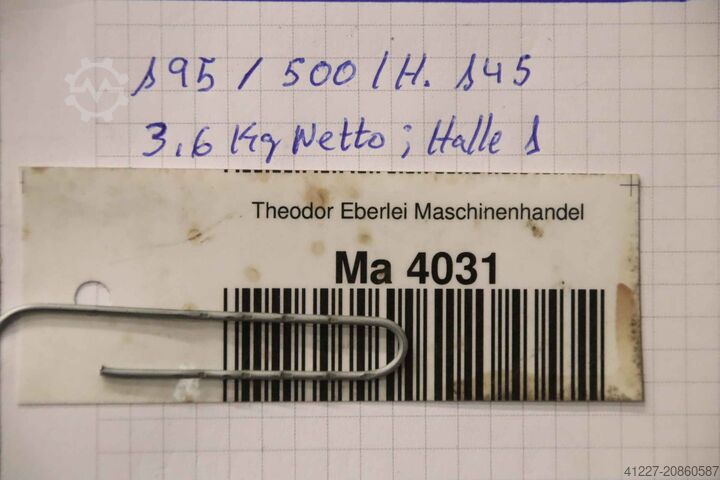 195 / 500 / H. 145
3,6 Kg Netto ; Halle 1
Theodor Eberlei Maschinenhandel
Ma 4031
41227-20860587